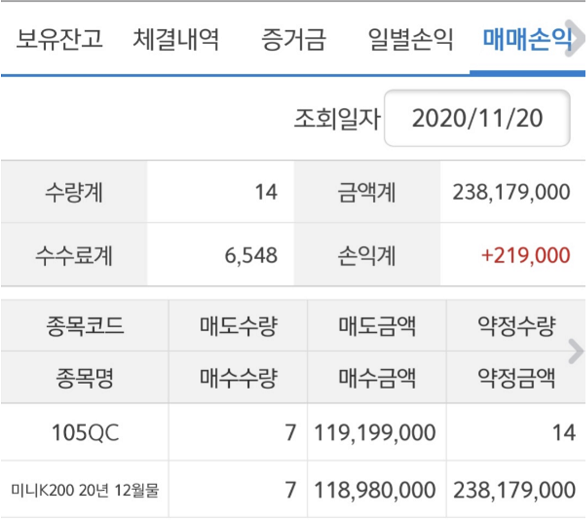 보유잔고 체결내역 증거금 일별손익 매매손익
조회일자 2020/11/20
수량계 14 금액계 238,179,000
수수료계 6,548 손익계 +219,000
종목코드 매도수량 매도금액 약정수량
종목명 매수수량 매수금액 약정금액
105QC 7 119,199,000 14
미니K200 20년 12월물 7 118,980,000 238,179,000